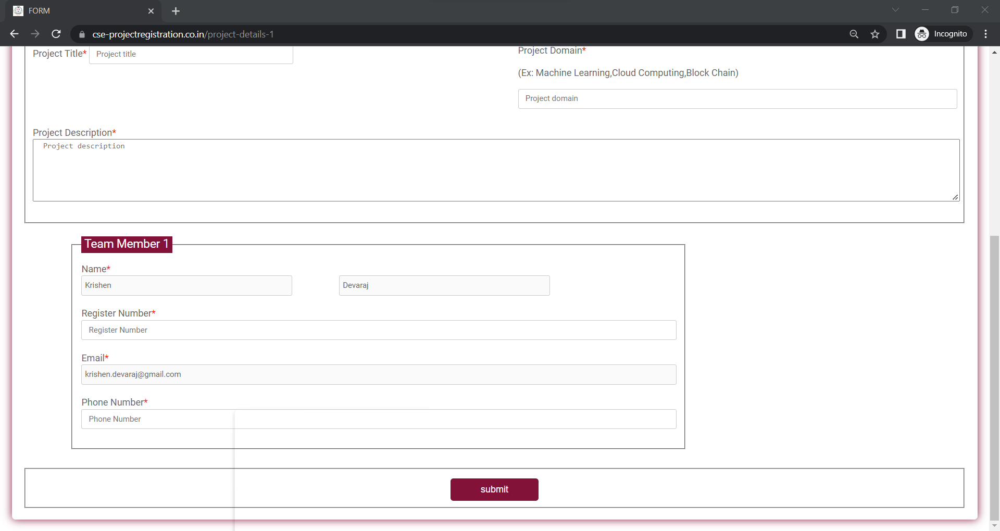 FORM
cse-projectregistration.co.in/project-details-1
Incognito
Project Title* Project title
Project Domain*
(Ex: Machine Learning,Cloud Computing,Block Chain)
Project domain
Project Description*
Project description
Team Member 1
Name*
Krishen Devaraj
Register Number*
Register Number
Email*
krishen.devaraj@gmail.com
Phone Number*
Phone Number
submit